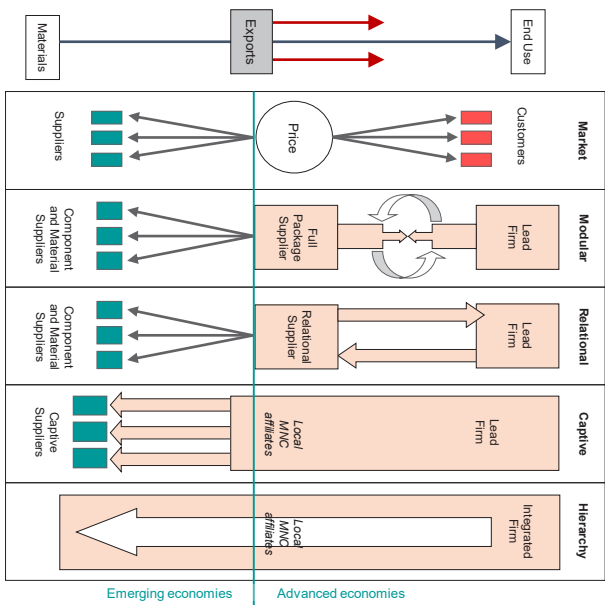 Materials
Exports
End Use
Suppliers
Price
Customers
Market
Component
and Material
Suppliers
Full
Package
Supplier
Lead
Firm
Modular
Component
and Material
Suppliers
Relational
Supplier
Lead
Firm
Relational
Captive
Suppliers
Local
MNC
affiliates
Lead
Firm
Captive
Local
MNC
affiliates
Integrated
Firm
Hierarchy
Emerging economies
Advanced economies